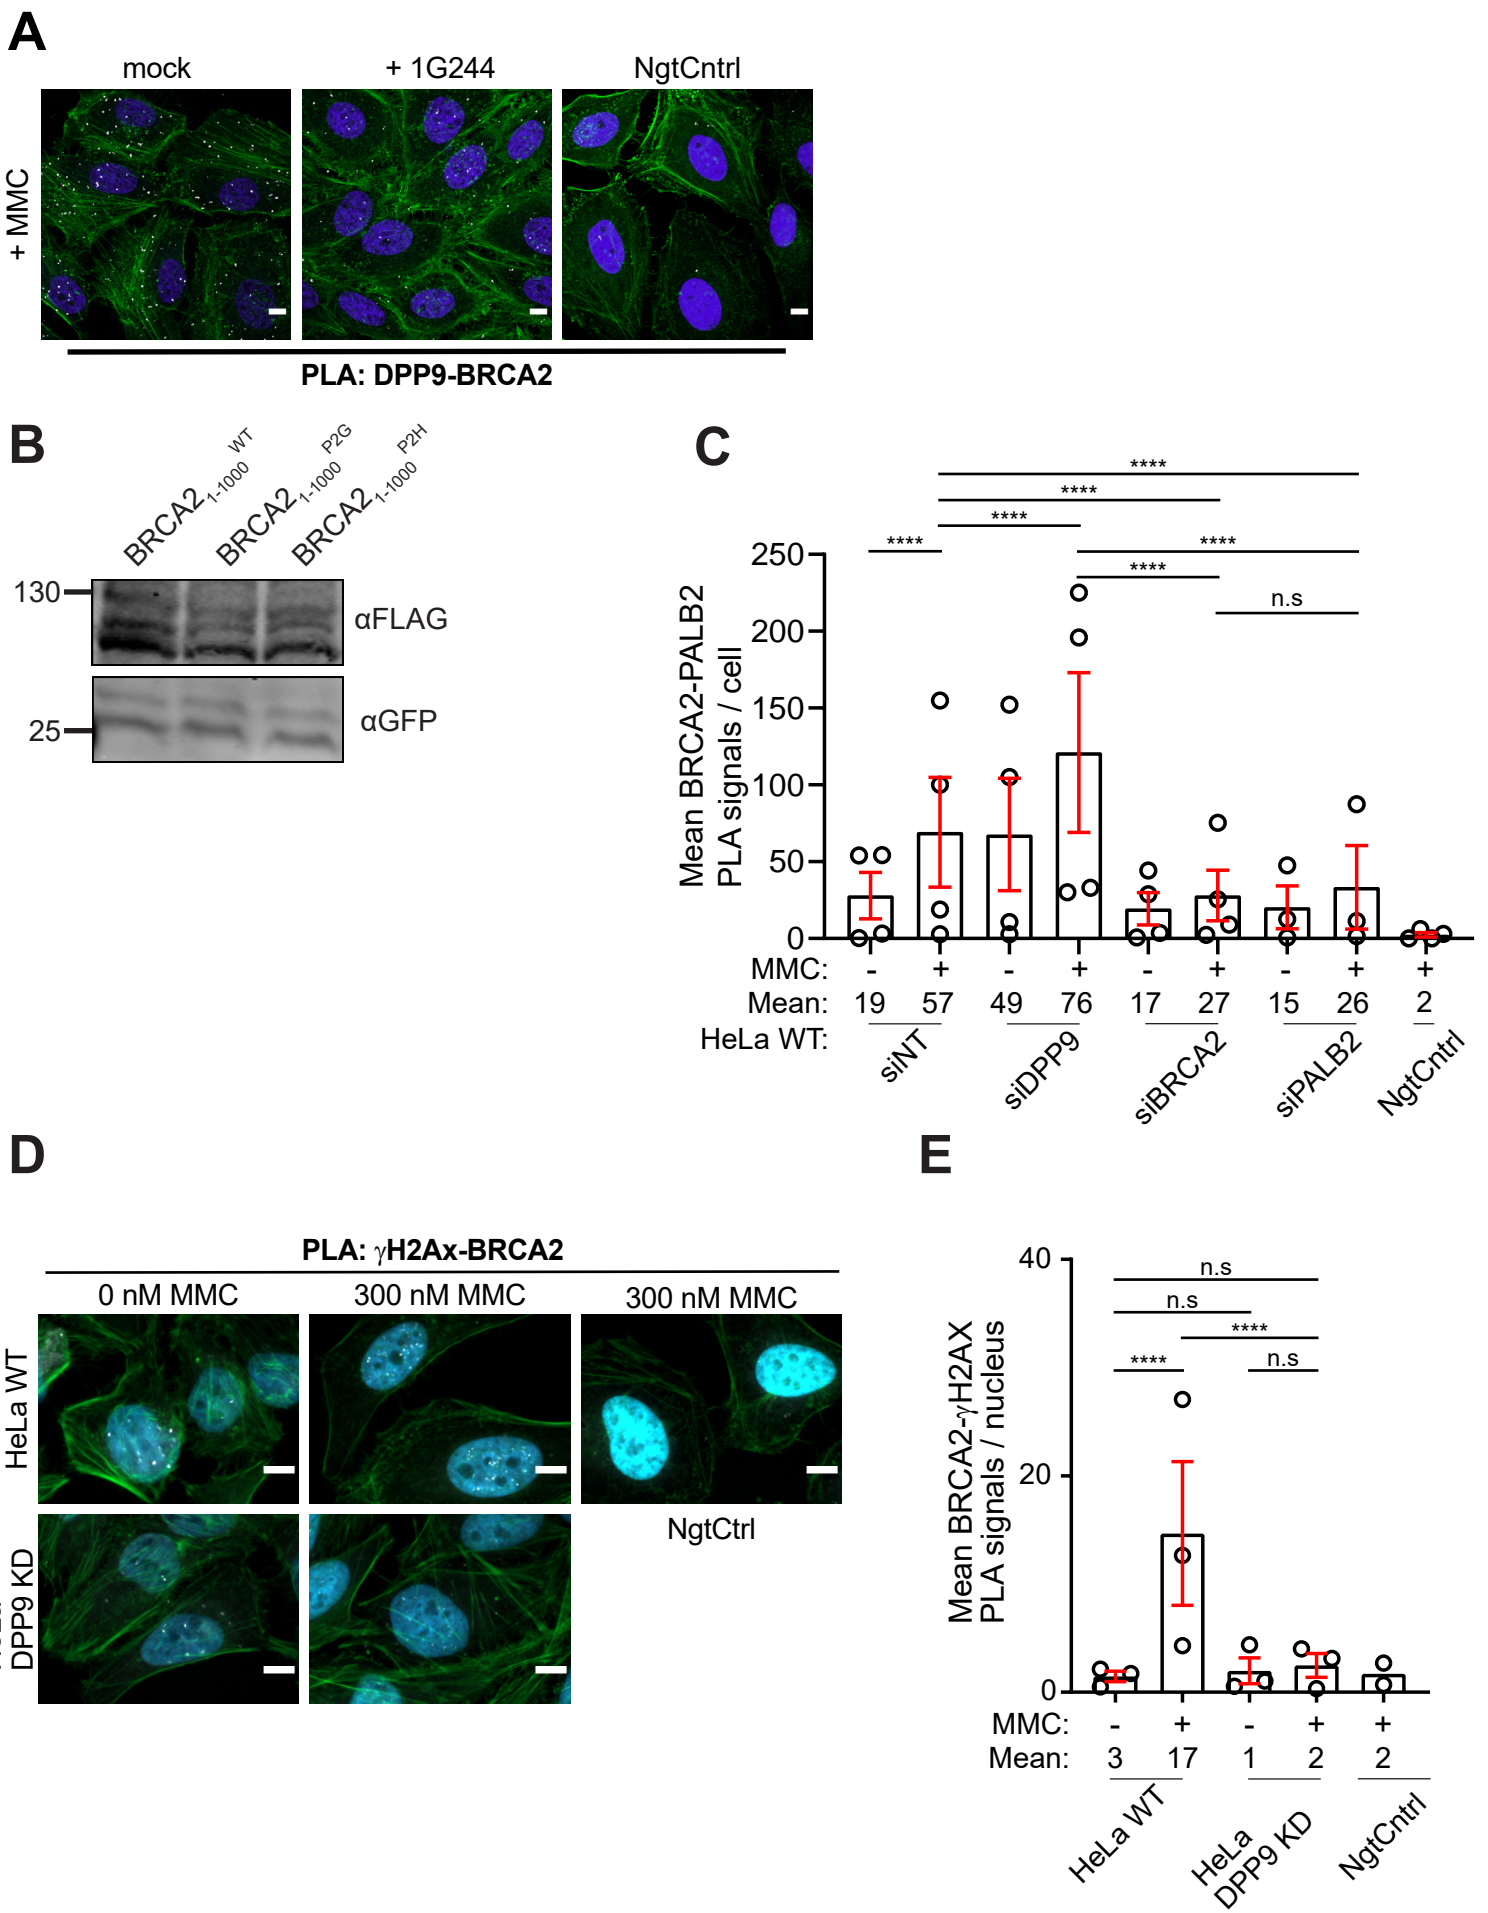 A
mock
+ 1G244
NgtCntrl
+ MMC
PLA: DPP9-BRCA2
B
BRCA2 1-1000 WT
BRCA2 1-1000 P2G
BRCA2 1-1000 P2H
130
αFLAG
25
αGFP
C
****
****
****
****
****
****
n.s
Mean BRCA2-PALB2
PLA signals / cell
250
200
150
100
50
0
MMC: - + - + - + - + +
Mean: 19 57 49 76 17 27 15 26 2
HeLa WT:
siNT
siDPP9
siBRCA2
siPALB2
NgtCntrl
D
PLA: γH2Ax-BRCA2
0 nM MMC
300 nM MMC
300 nM MMC
HeLa WT
DPP9 KD
NgtCtrl
E
n.s
n.s
****
****
n.s
Mean BRCA2-γH2AX
PLA signals / nucleus
40
20
0
MMC: - + - + +
Mean: 3 17 1 2 2
HeLa WT
HeLa
DPP9 KD
NgtCntrl